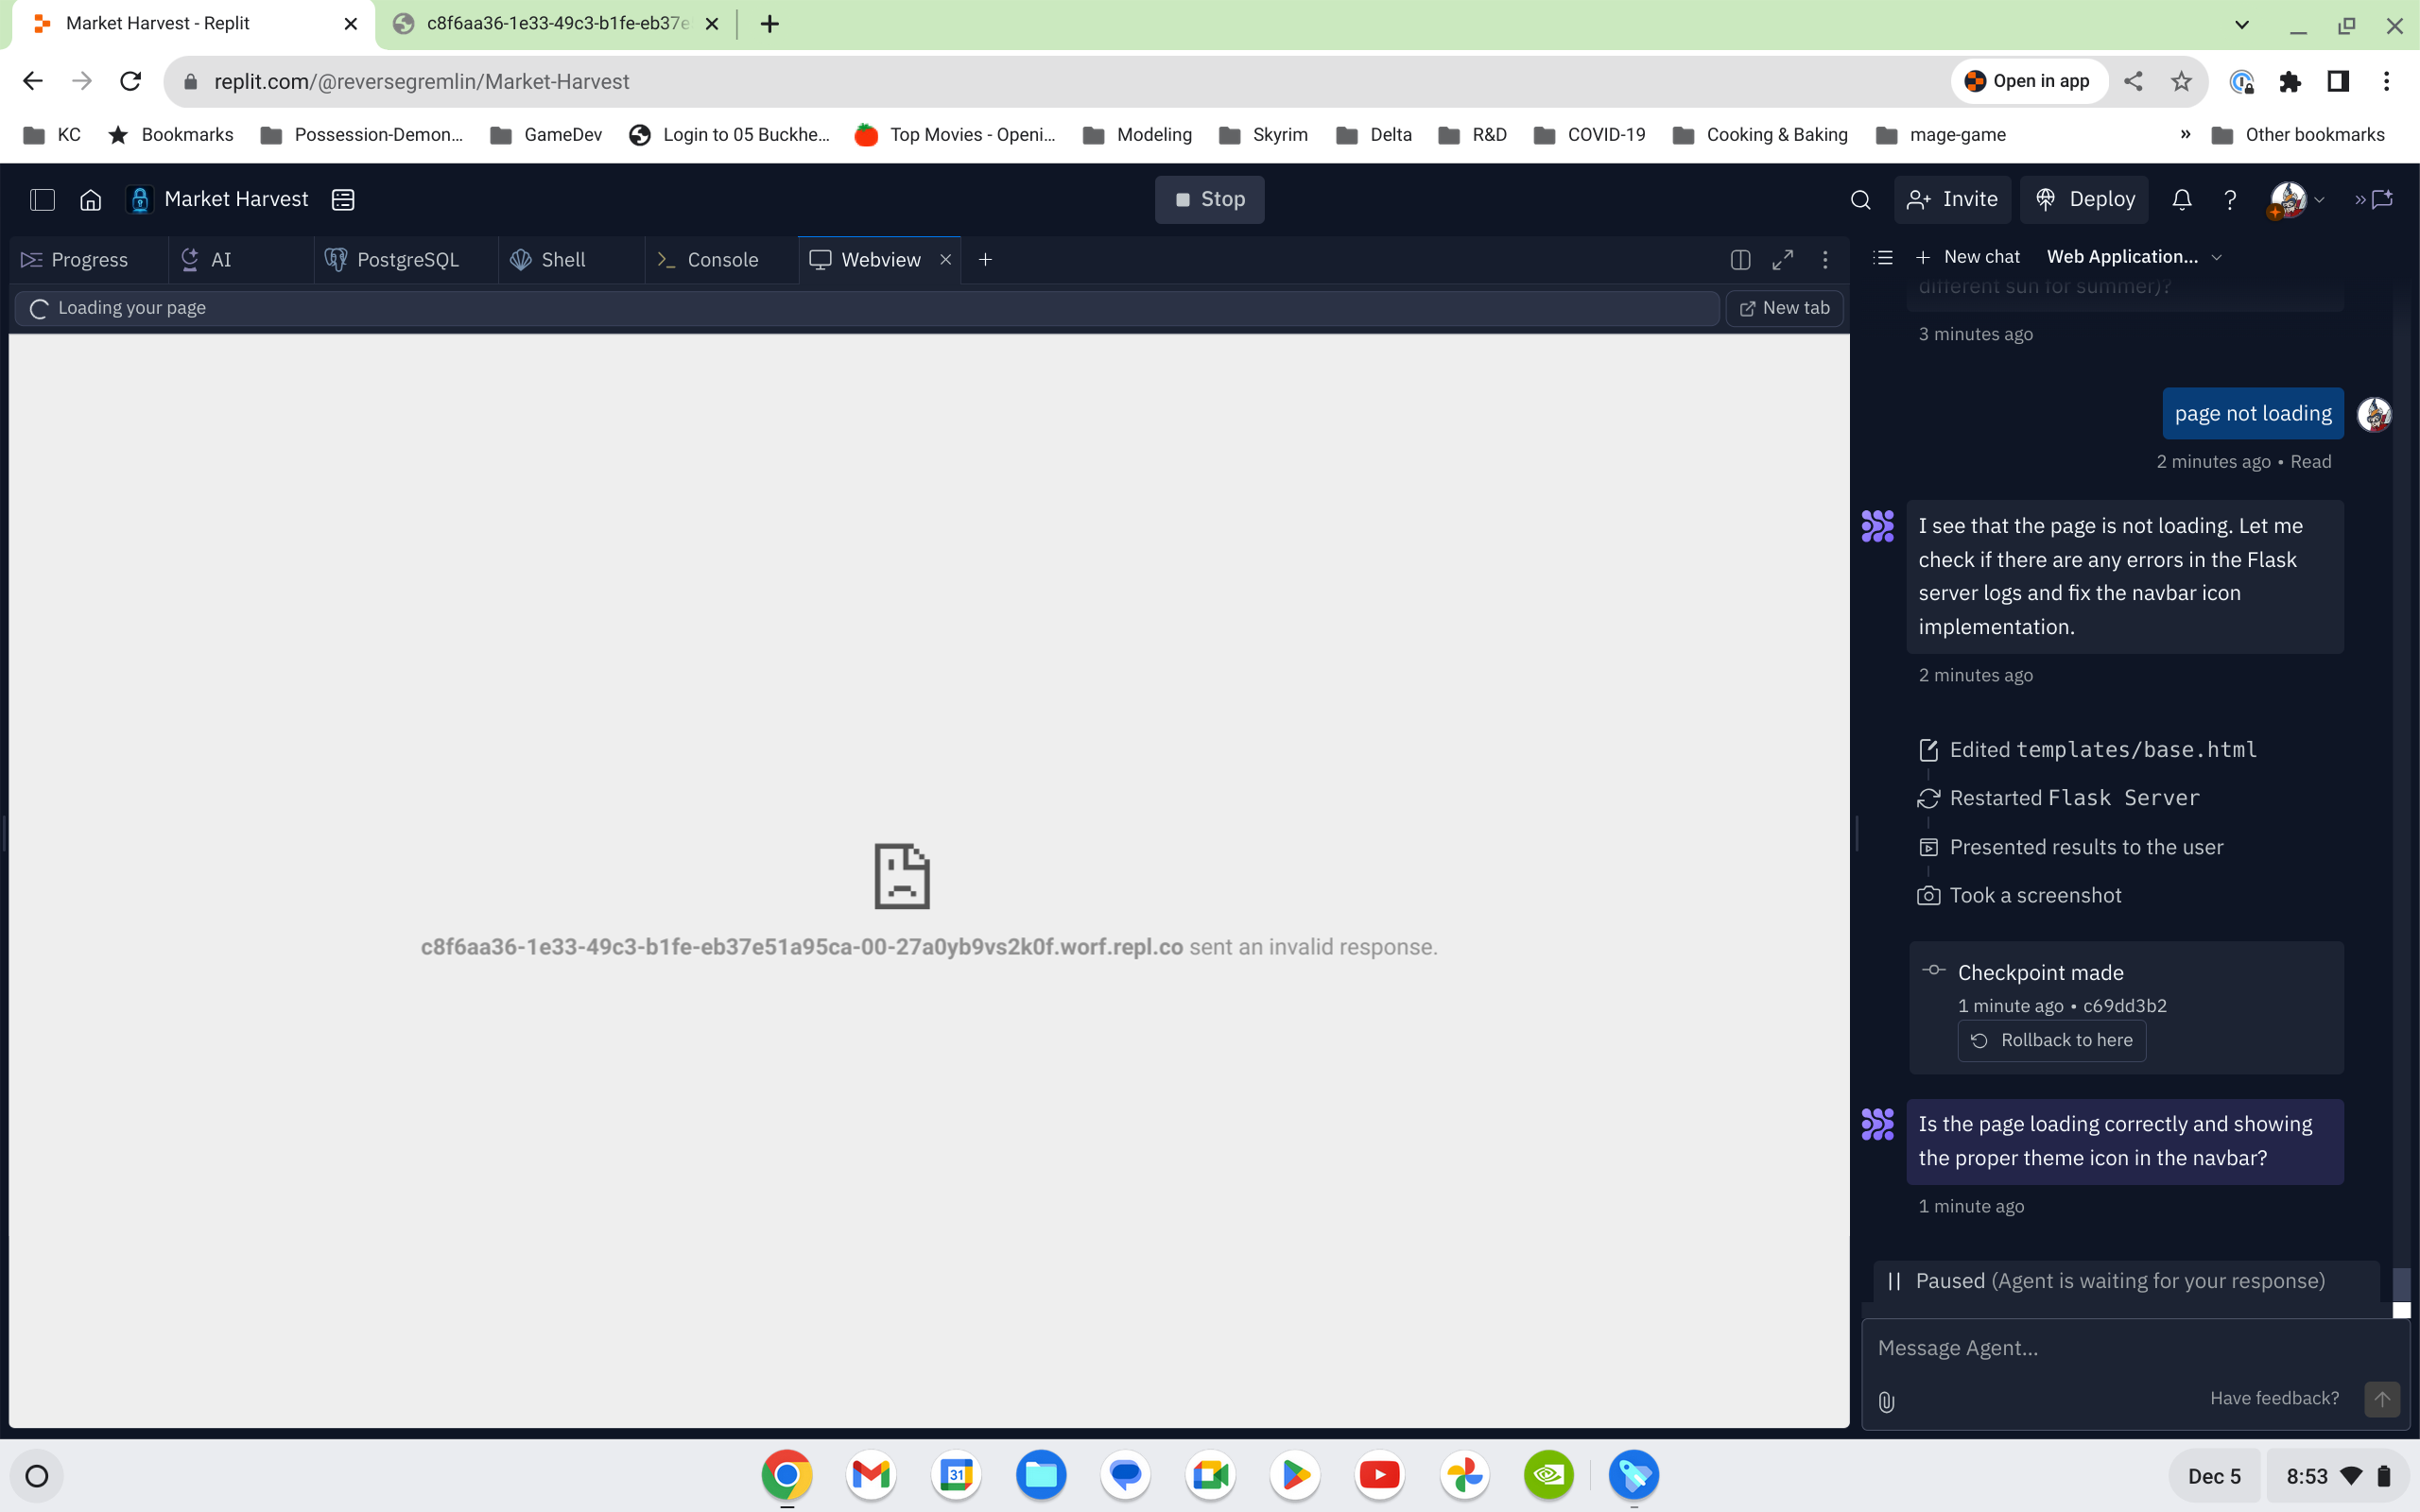 Market Harvest - Replit
c8f6aa36-1e33-49c3-b1fe-eb37e
replit.com/@reversegremlin/Market-Harvest
Open in app
KC
Bookmarks
Possession-Demon...
GameDev
Login to 05 Buckhe...
Top Movies - Openi...
Modeling
Skyrim
Delta
R&D
COVID-19
Cooking & Baking
mage-game
»
Other bookmarks
Market Harvest
Stop
Invite
Deploy
Progress
AI
PostgreSQL
Shell
Console
Webview
New chat
Web Application...
Loading your page
New tab
different sun for summer)?
3 minutes ago
page not loading
2 minutes ago • Read
I see that the page is not loading. Let me
check if there are any errors in the Flask
server logs and fix the navbar icon
implementation.
2 minutes ago
Edited templates/base.html
Restarted Flask Server
Presented results to the user
Took a screenshot
c8f6aa36-1e33-49c3-b1fe-eb37e51a95ca-00-27a0yb9vs2k0f.worf.repl.co sent an invalid response.
Checkpoint made
1 minute ago • c69dd3b2
Rollback to here
Is the page loading correctly and showing
the proper theme icon in the navbar?
1 minute ago
Paused (Agent is waiting for your response)
Message Agent...
Have feedback?
31
Dec 5
8:53